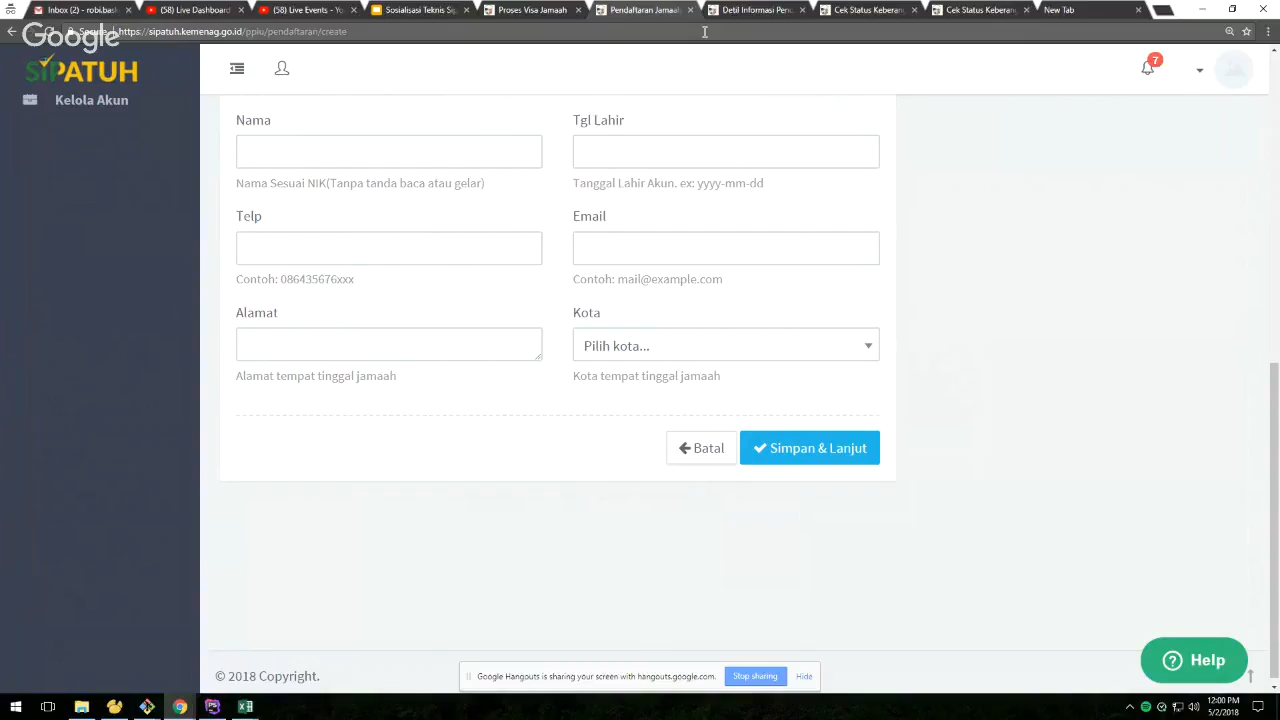 Inbox (2) - robi.bask
(58) Live Dashboard
(58) Live Events - Yo
Sosialisasi Teknis
Proses Visa Jamaah
Pendaftaran Jamaah
Detil Informasi Penu
Cek Status Keberan
Cek Status Keberan
New Tab
https://sipatuh.kemenag.go.id/ppiu/pendaftaran/create
Google
SiPATUH
7
Kelola Akun
Nama
Tgl Lahir
Nama Sesuai NIK(Tanpa tanda baca atau gelar)
Tanggal Lahir Akun. ex: yyyy-mm-dd
Telp
Email
Contoh: 086435676xxx
Contoh: mail@example.com
Alamat
Kota
Pilih kota...
Alamat tempat tinggal jamaah
Kota tempat tinggal jamaah
Batal
Simpan & Lanjut
Help
© 2018 Copyright.
Google Hangouts is sharing your screen with hangouts.google.com.
Stop sharing
Hide
12:00 PM
5/2/2018